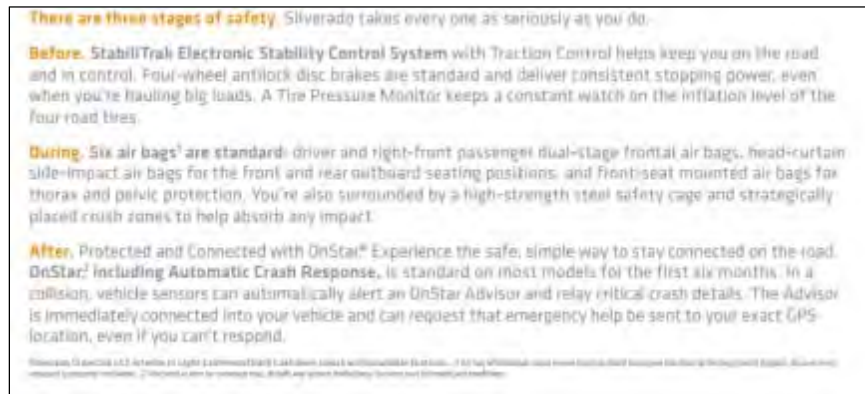 There are three stages of safety. Silverado takes every one as seriously as you do.
Before. StabiliTrak Electronic Stability Control System with Traction Control helps keep you on the road
and in control. Four-wheel antilock disc brakes are standard and deliver consistent stopping power, even
when you're hauling big loads. A Tire Pressure Monitor keeps a constant watch on the inflation level of the
four road tires.
During. Six air bags¹ are standard: driver and right-front passenger dual-stage frontal air bags, head-curtain
side-impact air bags for the front and rear outboard seating positions, and front-seat mounted air bags for
thorax and pelvic protection. You're also surrounded by a high-strength steel safety cage and strategically
placed crush zones to help absorb any impact.
After. Protected and Connected with OnStar.® Experience the safe, simple way to stay connected on the road.
OnStar,² including Automatic Crash Response, is standard on most models for the first six months. In a
collision, vehicle sensors can automatically alert an OnStar Advisor and relay critical crash details. The Advisor
is immediately connected into your vehicle and can request that emergency help be sent to your exact GPS
location, even if you can't respond.